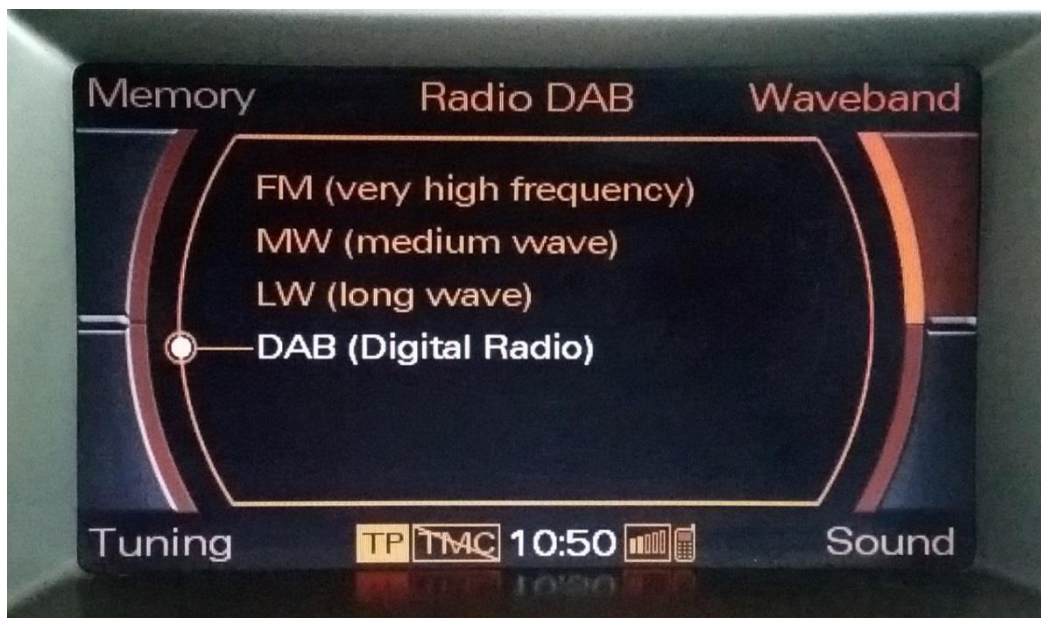 Memory Radio DAB Waveband
FM (very high frequency)
MW (medium wave)
LW (long wave)
DAB (Digital Radio)
Tuning TP TMC 10:50 Sound